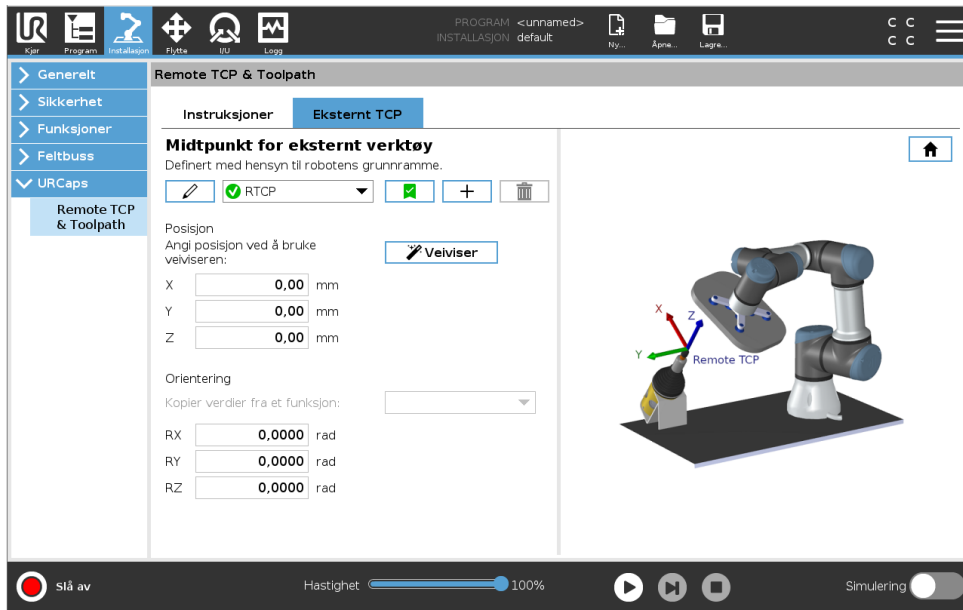 PROGRAM <unnamed>
INSTALLASJON default
C C
C C
Kjør Program Installasjon Flytte I/U Logg Ny... Åpne... Lagre...
Generelt
Sikkerhet
Funksjoner
Feltbuss
URCaps
Remote TCP
& Toolpath
Remote TCP & Toolpath
Instruksjoner Eksternt TCP
Midtpunkt for eksternt verktøy
Definert med hensyn til robotens grunnramme.
RTCP
Posisjon
Angi posisjon ved å bruke
veiviseren:
Veiviser
X 0,00 mm
Y 0,00 mm
Z 0,00 mm
Orientering
Kopier verdier fra et funksjon:
RX 0,0000 rad
RY 0,0000 rad
RZ 0,0000 rad
X
Z
Y
Remote TCP
Slå av Hastighet 100% Simulering